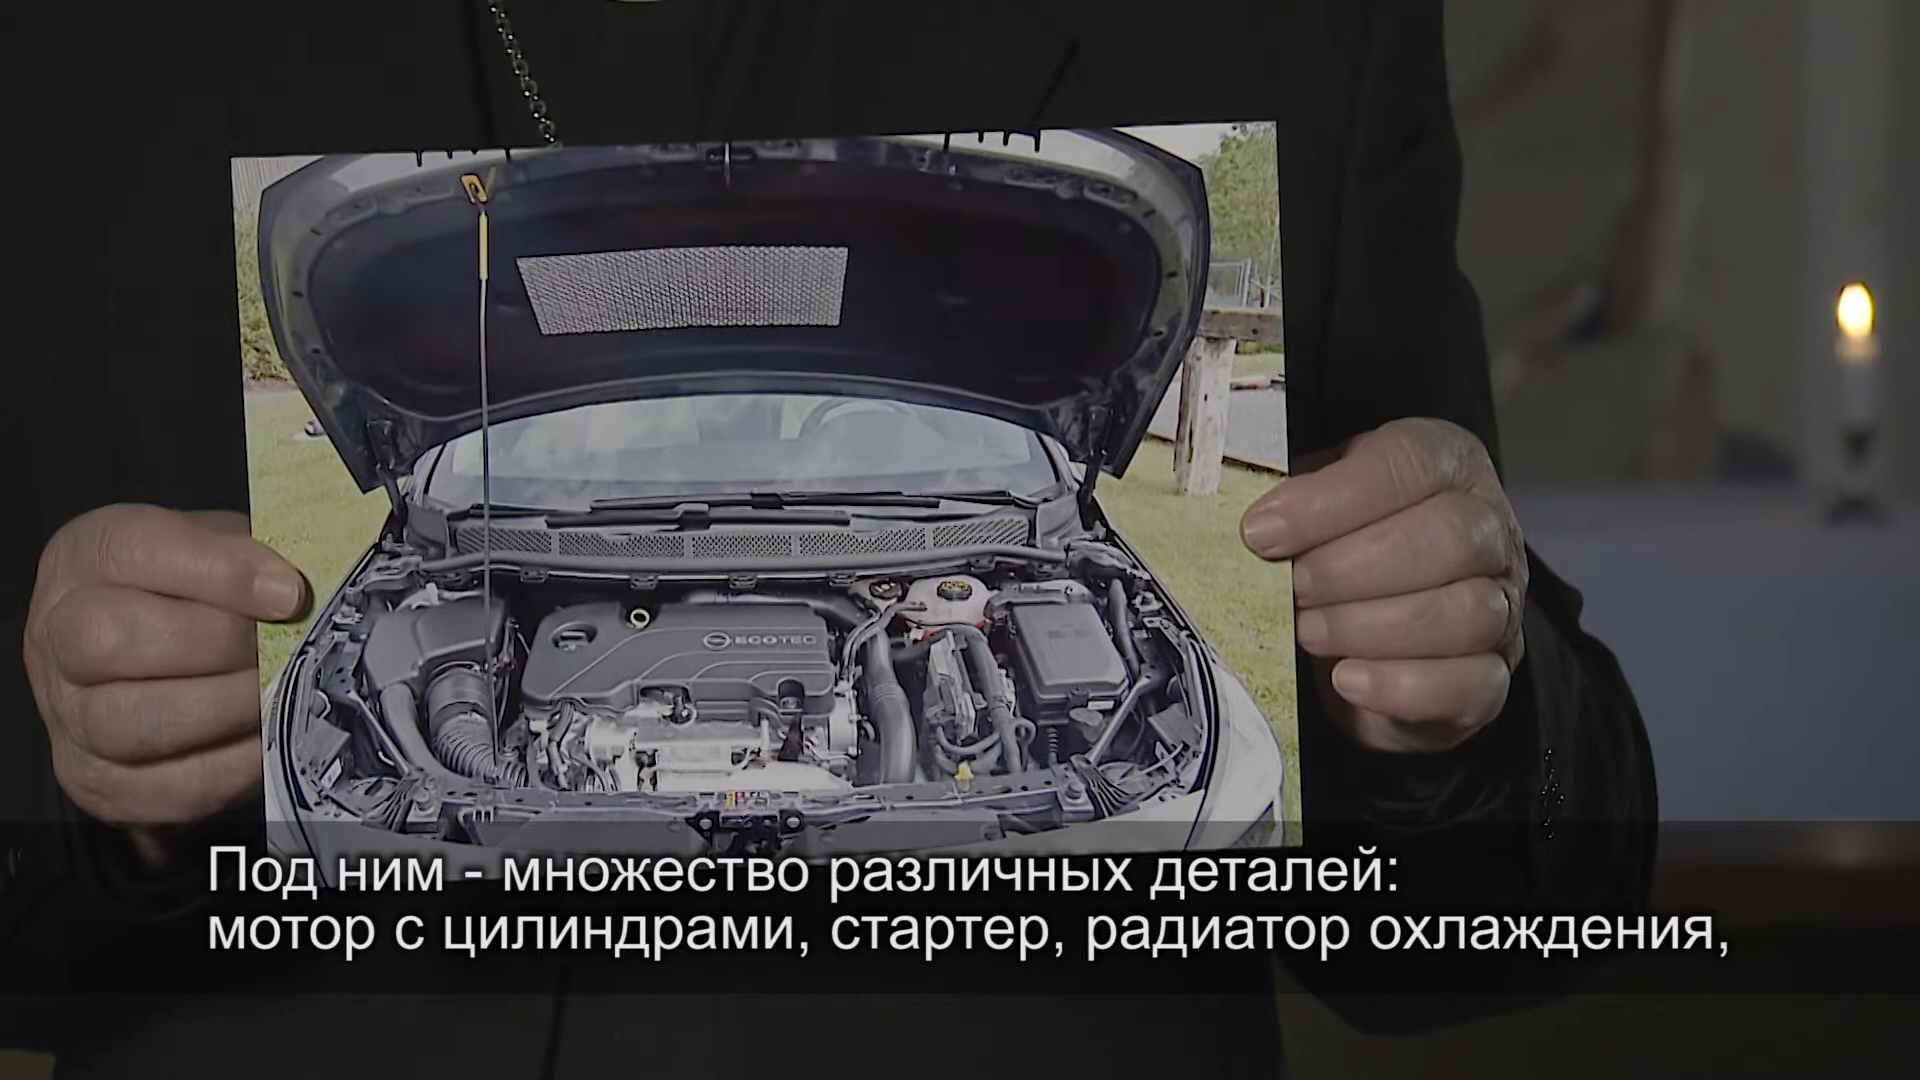 ECOTEC
Под ним - множество различных деталей:
мотор с цилиндрами, стартер, радиатор охлаждения,